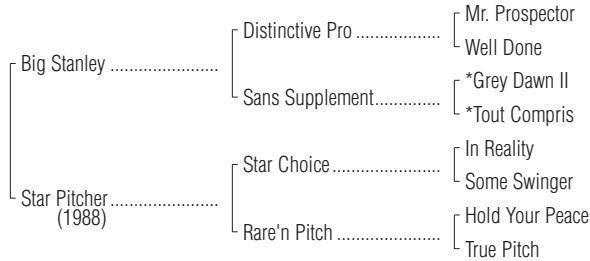 Mr. Prospector
Distinctive Pro ..................
Well Done
Big Stanley .......................
*Grey Dawn II
Sans Supplement..............
*Tout Compris
In Reality
Star Choice.......................
Some Swinger
Star Pitcher.......................
(1988)
Hold Your Peace
Rare'n Pitch ......................
True Pitch